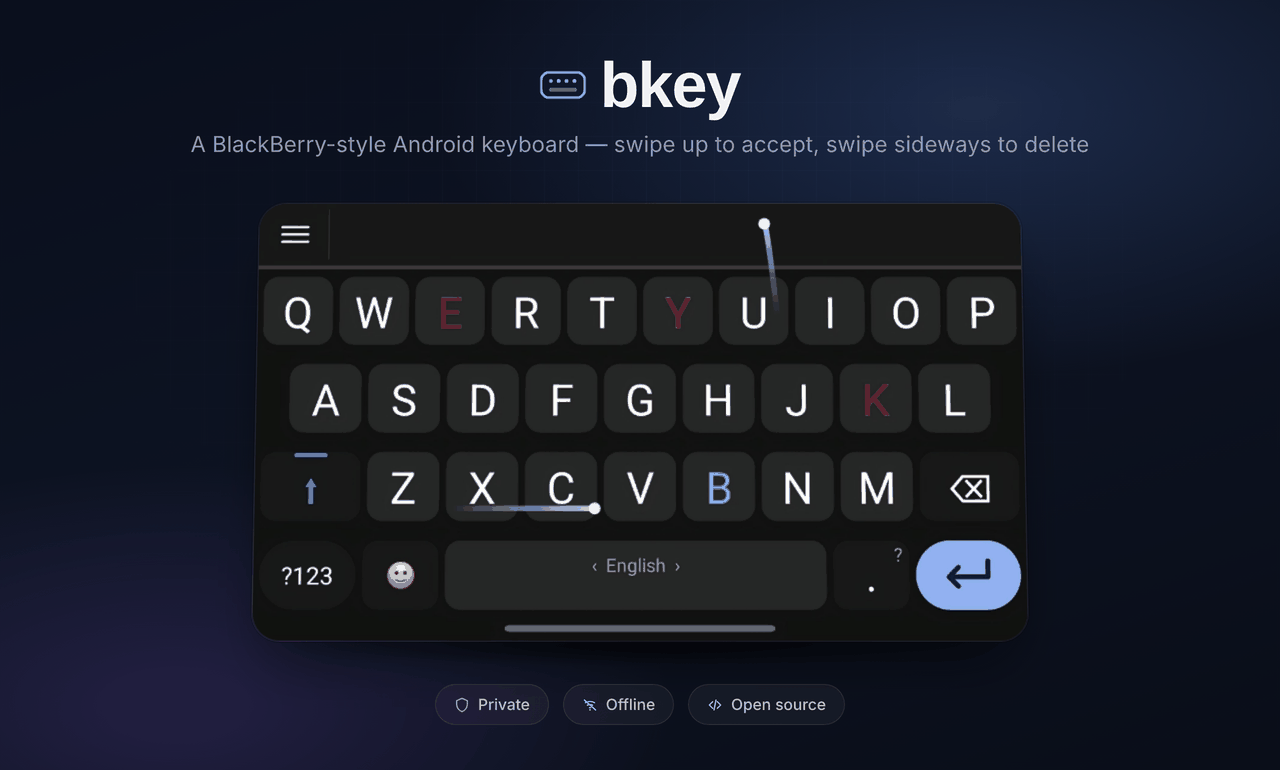 bkey
A BlackBerry-style Android keyboard — swipe up to accept, swipe sideways to delete
Q W E R T Y U I O P
A S D F G H J K L
Z X C V B N M
?123 ‹ English › . ?
Private Offline Open source